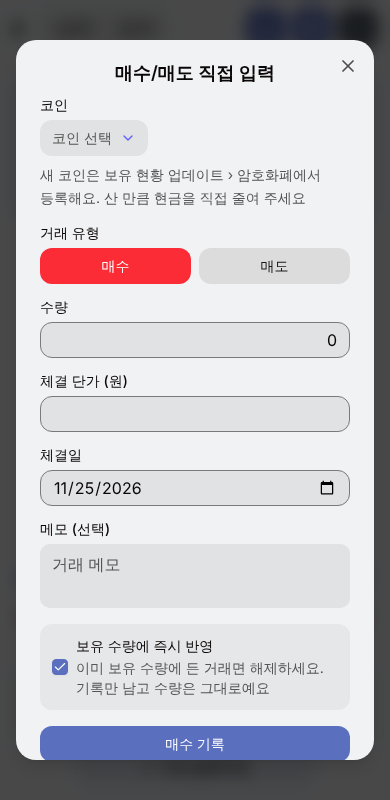 매수/매도 직접 입력
코인
코인 선택
새 코인은 보유 현황 업데이트 › 암호화폐에서
등록해요. 산 만큼 현금을 직접 줄여 주세요
거래 유형
매수
매도
수량
0
체결 단가 (원)
체결일
11/25/2026
메모 (선택)
거래 메모
보유 수량에 즉시 반영
이미 보유 수량에 든 거래면 해제하세요.
기록만 남고 수량은 그대로예요
매수 기록